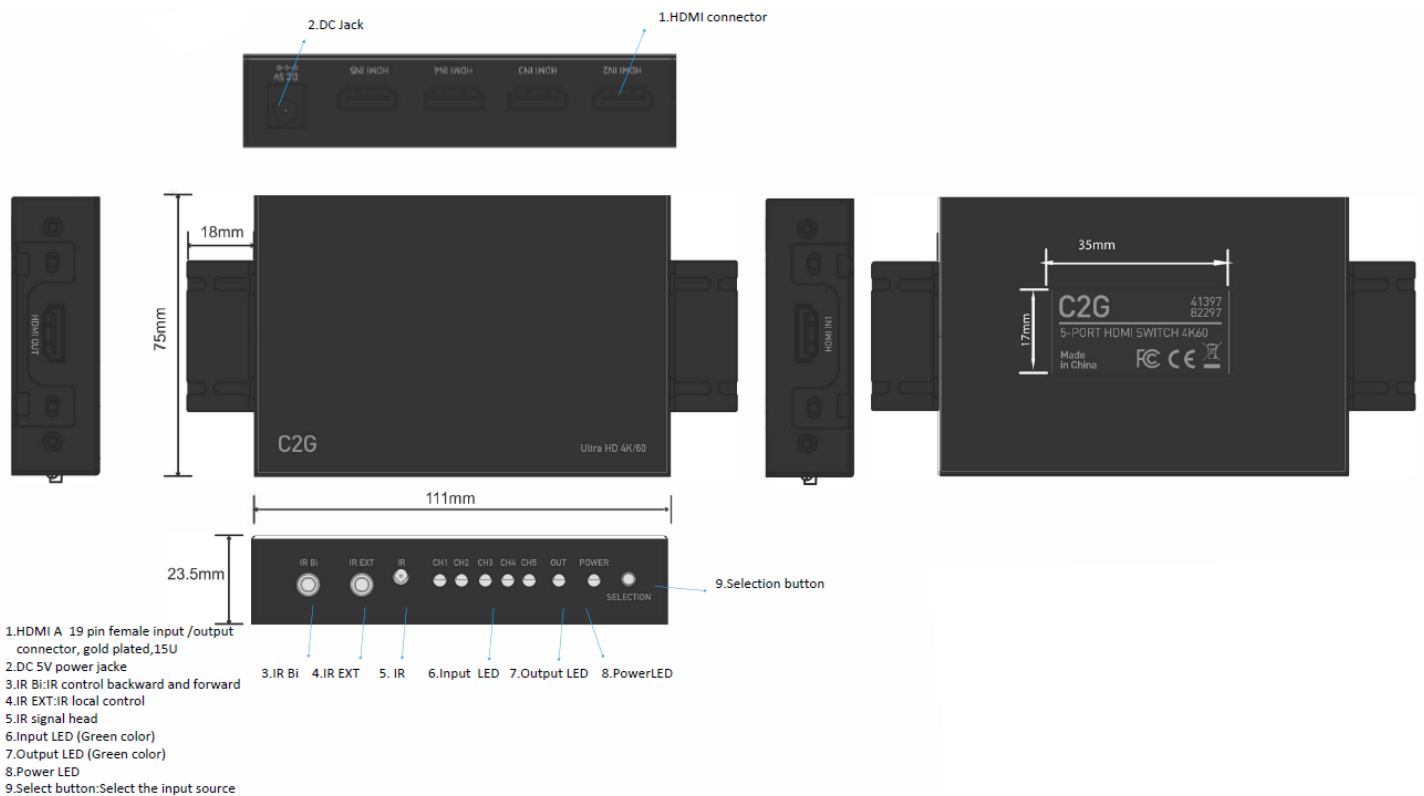 2.DC Jack
1.HDMI connector
DC 5V
HDMI IN5
HDMI IN4
HDMI IN3
HDMI IN2
HDMI OUT
18mm
75mm
C2G
Ultra HD 4K/60
111mm
HDMI IN1
35mm
17mm
C2G
41397
82297
5-PORT HDMI SWITCH 4K60
Made
in China
FC CE
23.5mm
IR Bi
IR EXT
IR
CH1 CH2 CH3 CH4 CH5
OUT
POWER
SELECTION
9.Selection button
3.IR Bi
4.IR EXT
5. IR
6.Input LED
7.Output LED
8.PowerLED
1.HDMI A 19 pin female input /output
connector, gold plated,15U
2.DC 5V power jacke
3.IR Bi:IR control backward and forward
4.IR EXT:IR local control
5.IR signal head
6.Input LED (Green color)
7.Output LED (Green color)
8.Power LED
9.Select button:Select the input source